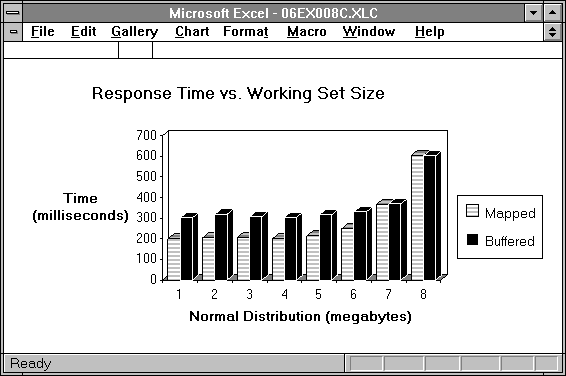 Microsoft Excel - 06EX008C.XLC
File Edit Gallery Chart Format Macro Window Help
Response Time vs. Working Set Size
700
600
500
400
300
200
100
0
Time
(milliseconds)
1 2 3 4 5 6 7 8
Normal Distribution (megabytes)
Mapped
Buffered
Ready